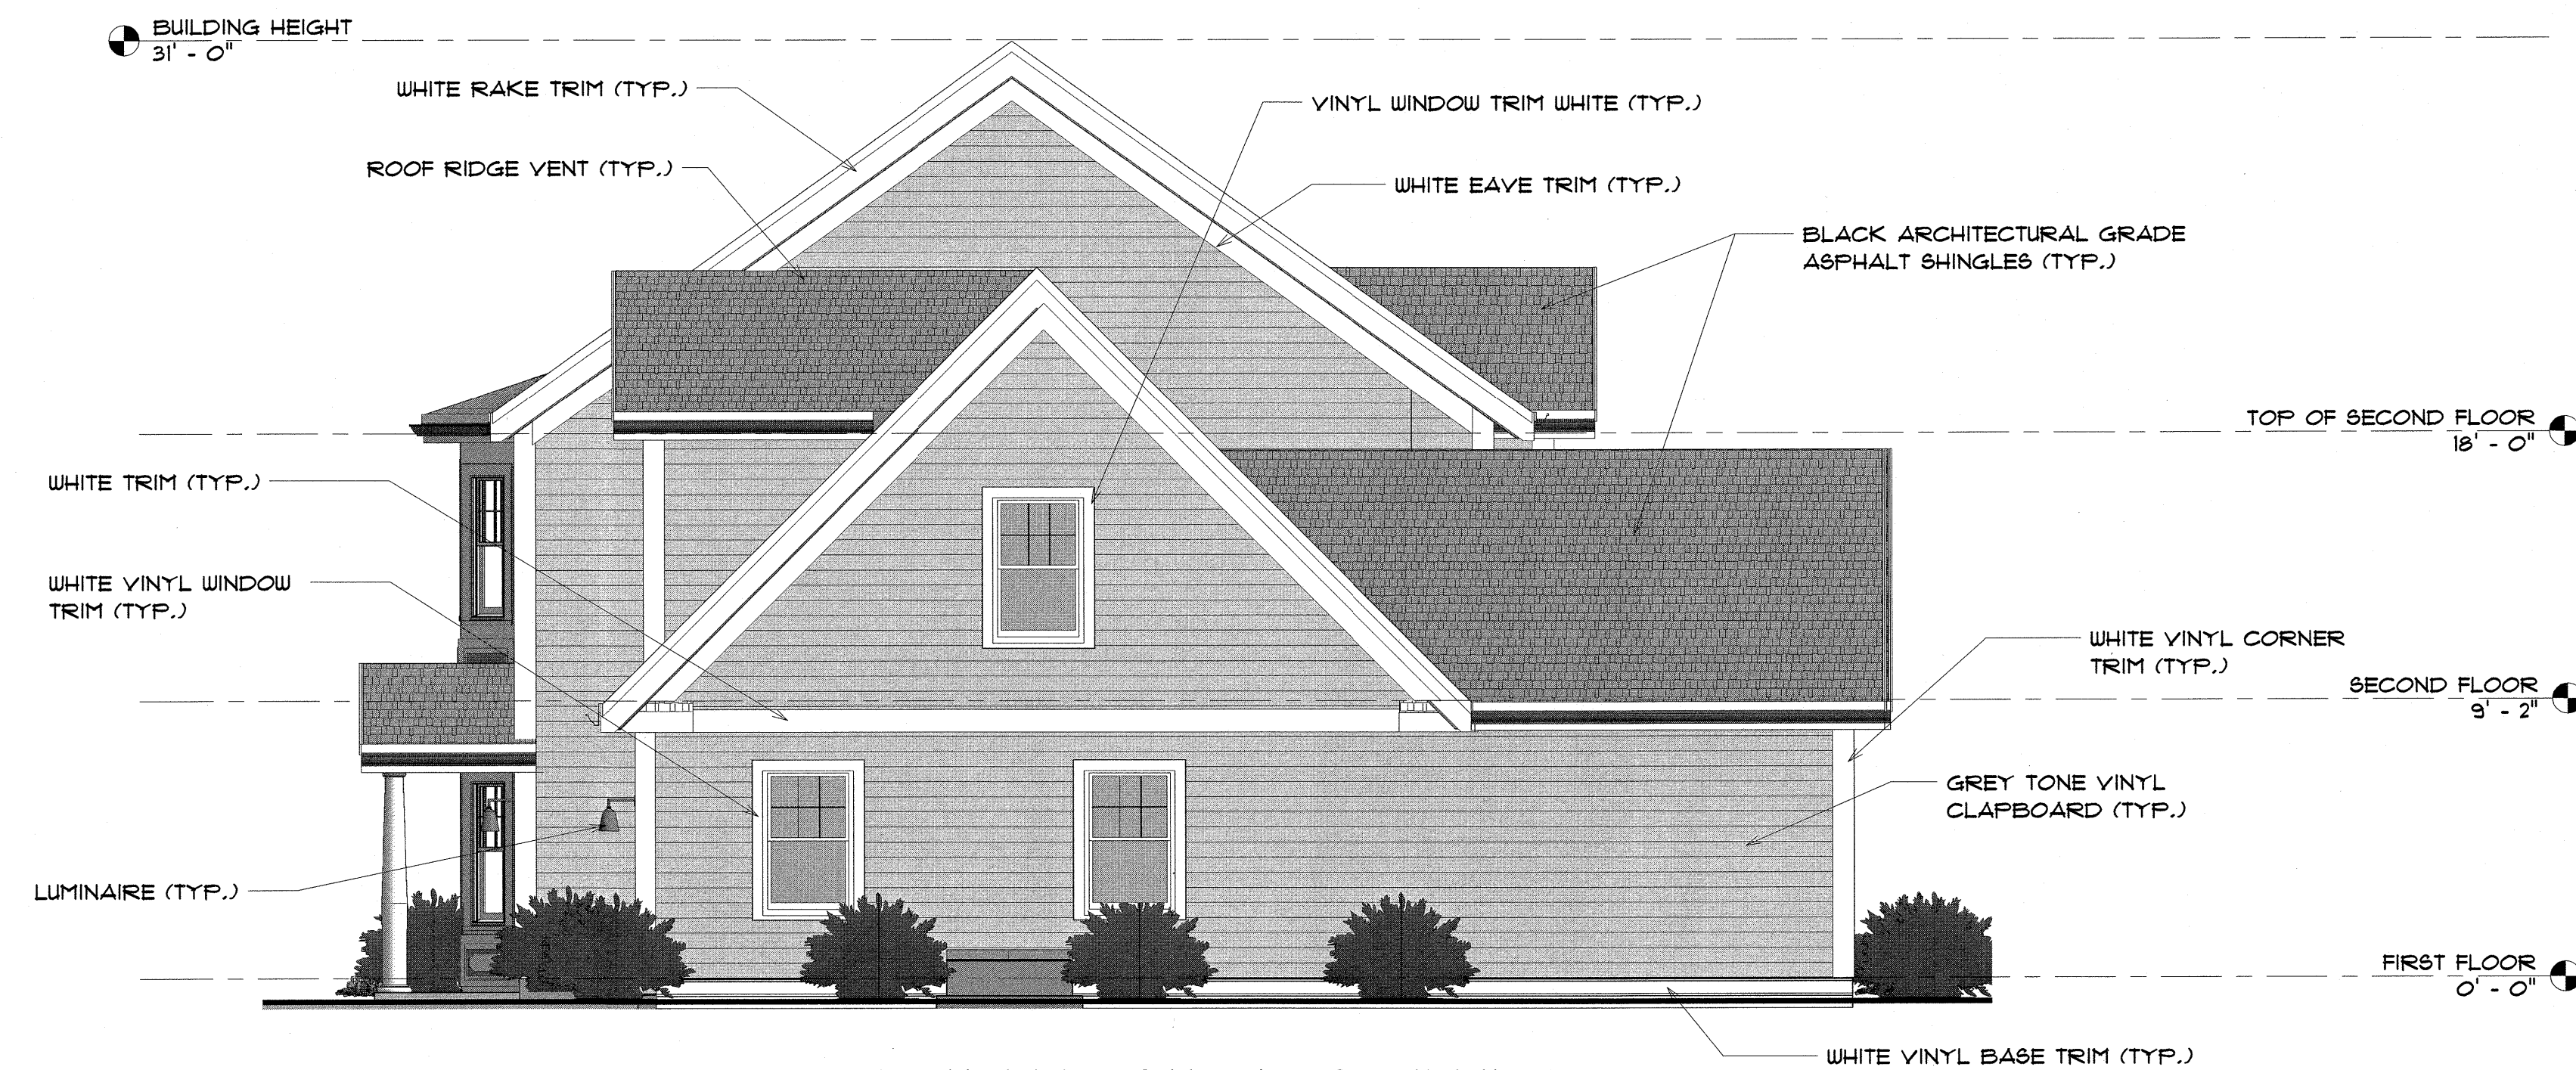 BUILDING HEIGHT
31' - 0"
WHITE RAKE TRIM (TYP.)
VINYL WINDOW TRIM WHITE (TYP.)
ROOF RIDGE VENT (TYP.)
WHITE EAVE TRIM (TYP.)
BLACK ARCHITECTURAL GRADE
ASPHALT SHINGLES (TYP.)
TOP OF SECOND FLOOR
18' - 0"
WHITE TRIM (TYP.)
WHITE VINYL WINDOW
TRIM (TYP.)
WHITE VINYL CORNER
TRIM (TYP.)
SECOND FLOOR
9' - 2"
GREY TONE VINYL
CLAPBOARD (TYP.)
LUMINAIRE (TYP.)
FIRST FLOOR
0' - 0"
WHITE VINYL BASE TRIM (TYP.)